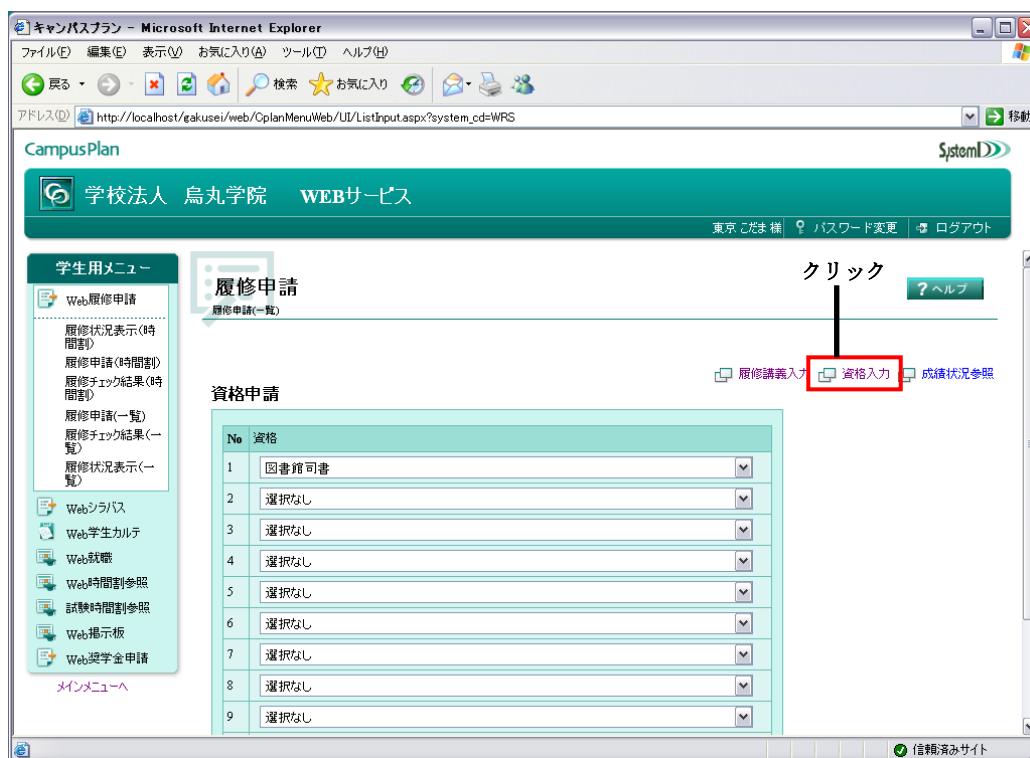 キャンパスプラン - Microsoft Internet Explorer
ファイル(F) 編集(E) 表示(V) お気に入り(A) ツール(T) ヘルプ(H)
戻る 検索 お気に入り
アドレス(D) http://localhost/gakusei/web/CplanMenuWeb/UI/ListInput.aspx?system_cd=WRS 移動
CampusPlan
SystemD
学校法人 烏丸学院 WEBサービス
東京 こだま 様 パスワード変更 ログアウト
学生用メニュー
Web履修申請
履修状況表示(時
間割)
履修申請(時間割)
履修チェック結果(時
間割)
履修申請(一覧)
履修チェック結果(一
覧)
履修状況表示(一
覧)
Webシラバス
Web学生カルテ
Web就職
Web時間割参照
試験時間割参照
Web掲示板
Web奨学金申請
メインメニューへ
履修申請
履修申請(一覧)
クリック
?ヘルプ
履修講義入力 資格入力 成績状況参照
資格申請
No 資格
1 図書館司書
2 選択なし
3 選択なし
4 選択なし
5 選択なし
6 選択なし
7 選択なし
8 選択なし
9 選択なし
信頼済みサイト